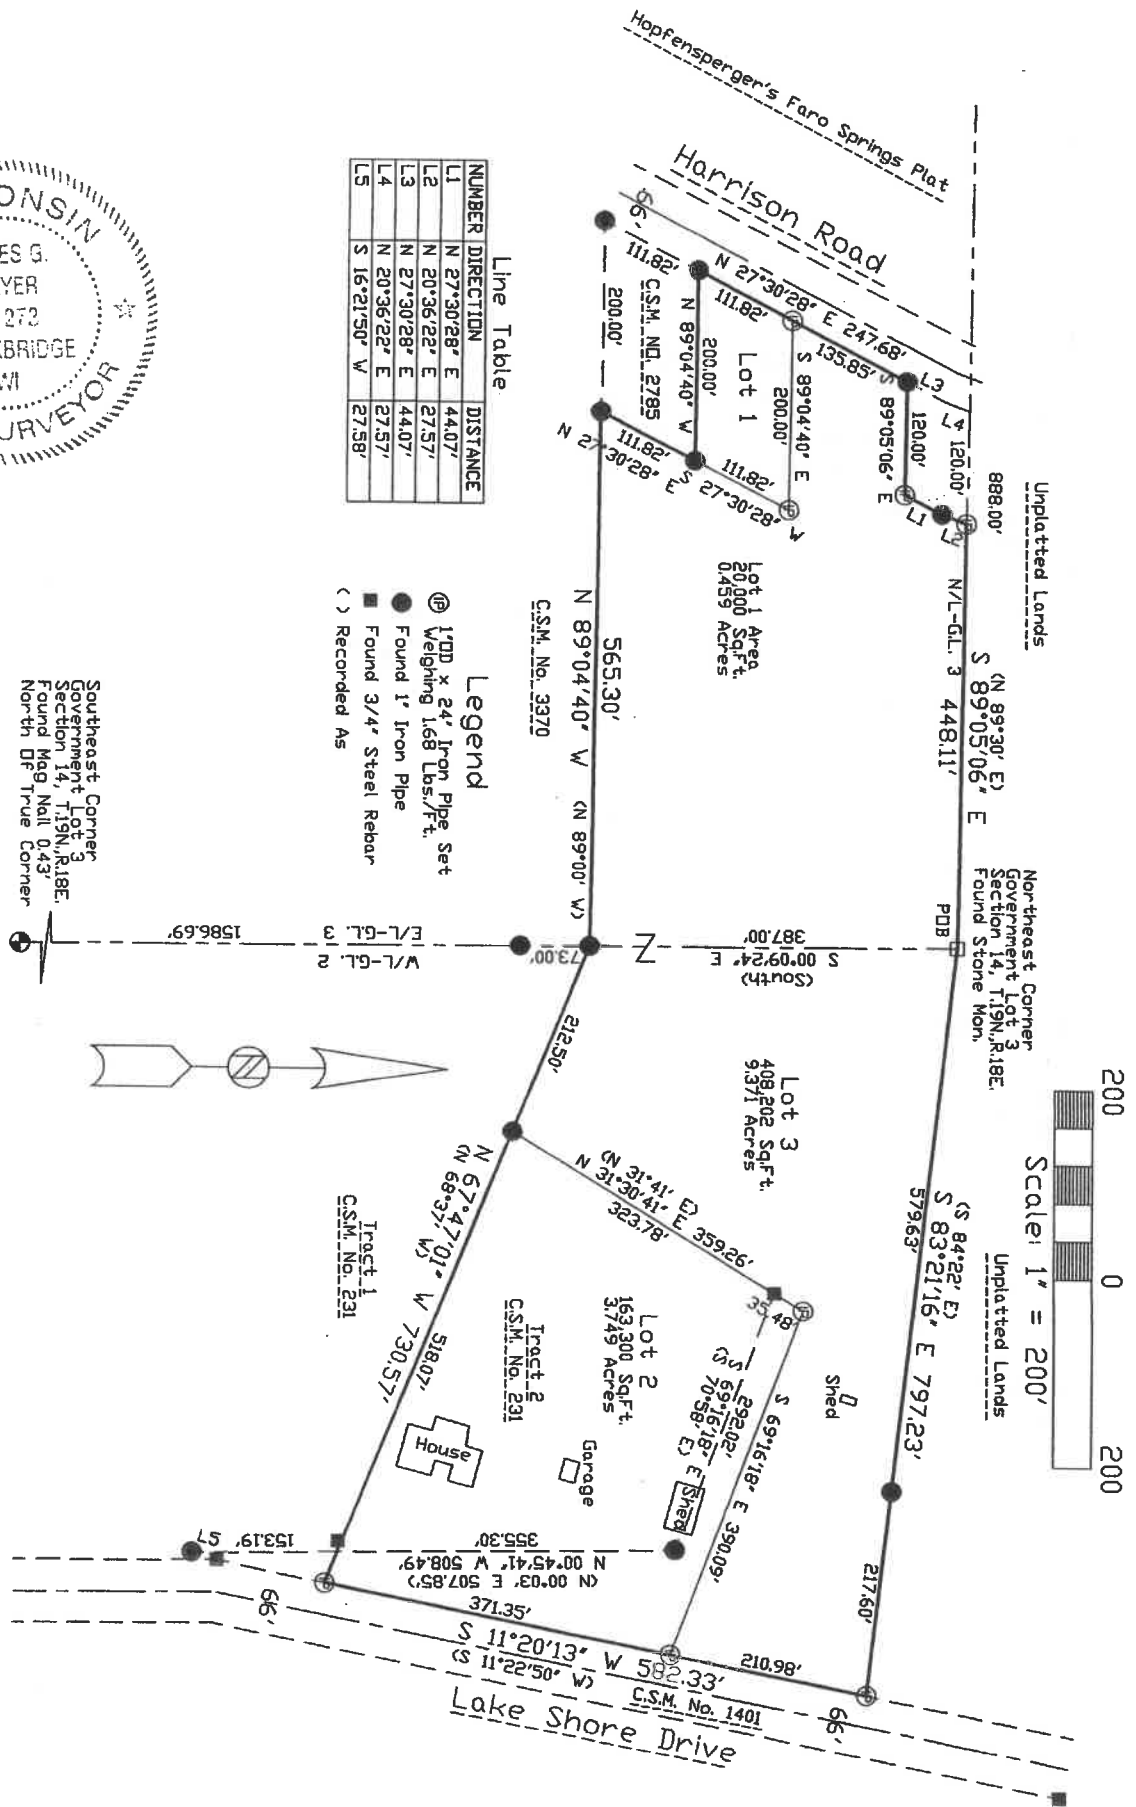 Hopfensperger's Faro Springs Plat
Harrison Road
66'
111.82'
N 27°30'28" E 247.68'
111.82'
135.85'
L3
L4
120.00'
888.00'
Unplatted Lands
200.00'
C.S.M. NO. 2785
N 89°04'40" W
200.00'
Lot 1
S 89°04'40" E
200.00'
S 89°05'06" E
120.00'
L1
L2
N/L-G.L. 3
448.11'
(N 89°30' E)
S 89°05'06" E
111.82'
N 27°30'28" E
111.82'
S 27°30'28" W
Lot 1 Area
20,000 Sq.Ft.
0.459 Acres
Line Table
NUMBER DIRECTION DISTANCE
L1 N 27°30'28" E 44.07'
L2 N 20°36'22" E 27.57'
L3 N 27°30'28" E 44.07'
L4 N 20°36'22" E 27.57'
L5 S 16°21'50" W 27.58'
ONSIN
ES G.
YER
273
KBRIDGE
WI
URVEYOR
565.30'
N 89°04'40" W
(N 89°00' W)
C.S.M. No. 3370
Legend
IP 1"OD x 24" Iron Pipe Set
Weighing 1.68 Lbs./Ft.
Found 1" Iron Pipe
Found 3/4" Steel Rebar
( ) Recorded As
Southeast Corner
Government Lot 3
Section 14, T.19N.,R.18E.
Found Mag Nail 0.43'
North Of True Corner
1586.69'
E/L-G.L. 3
W/L-G.L. 2
73.00'
387.00'
S 00°09'24" E
(South)
POB
Northeast Corner
Government Lot 3
Section 14, T.19N.,R.18E.
Found Stone Mon.
200 0 200
Scale: 1" = 200'
Unplatted Lands
(S 84°22' E)
S 83°21'16" E 797.23'
579.63'
217.60'
Lot 3
408,202 Sq.Ft.
9.371 Acres
212.50'
(N 31°41' E)
N 31°30'41" E 359.26'
323.78'
35.48'
N 67°47'01" W 730.57'
(N 68°37' W)
518.07'
Tract 1
C.S.M. No. 231
Tract 2
C.S.M. No. 231
Lot 2
163,300 Sq.Ft.
3.749 Acres
Shed
S 69°16'18" E 390.09'
292.02'
S 69°16'18" E
(S 70°58' E)
Shed
Garage
House
L5
153.19'
355.30'
N 00°45'41" W 508.49'
(N 00°03' E 507.85')
66'
371.35'
210.98'
S 11°20'13" W 582.33'
(S 11°22'50" W)
C.S.M. No. 1401
66'
Lake Shore Drive